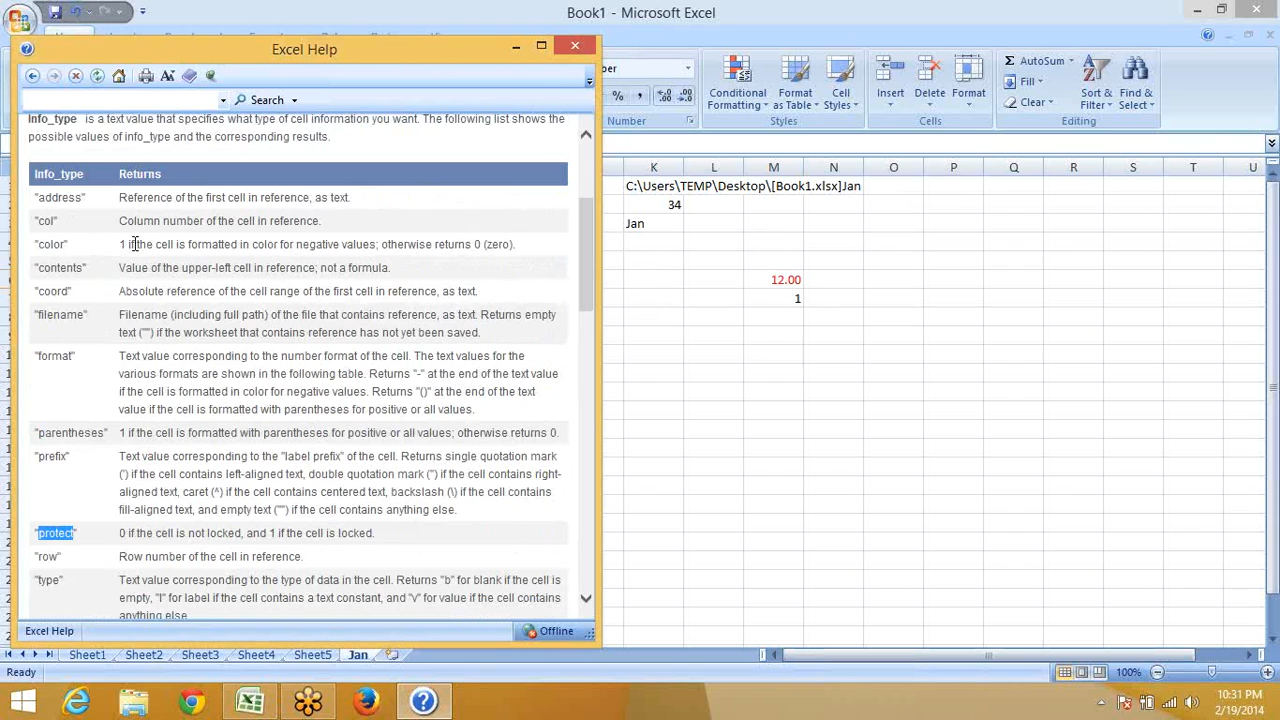 Book1 - Microsoft Excel
Excel Help
Search
Info_type is a text value that specifies what type of cell information you want. The following list shows the
possible values of info_type and the corresponding results.
Info_type Returns
"address" Reference of the first cell in reference, as text.
"col" Column number of the cell in reference.
"color" 1 if the cell is formatted in color for negative values; otherwise returns 0 (zero).
"contents" Value of the upper-left cell in reference; not a formula.
"coord" Absolute reference of the cell range of the first cell in reference, as text.
"filename" Filename (including full path) of the file that contains reference, as text. Returns empty
text ("") if the worksheet that contains reference has not yet been saved.
"format" Text value corresponding to the number format of the cell. The text values for the
various formats are shown in the following table. Returns "-" at the end of the text value
if the cell is formatted in color for negative values. Returns "()" at the end of the text
value if the cell is formatted with parentheses for positive or all values.
"parentheses" 1 if the cell is formatted with parentheses for positive or all values; otherwise returns 0.
"prefix" Text value corresponding to the "label prefix" of the cell. Returns single quotation mark
(') if the cell contains left-aligned text, double quotation mark (") if the cell contains right-
aligned text, caret (^) if the cell contains centered text, backslash (\) if the cell contains
fill-aligned text, and empty text ("") if the cell contains anything else.
"protect" 0 if the cell is not locked, and 1 if the cell is locked.
"row" Row number of the cell in reference.
"type" Text value corresponding to the type of data in the cell. Returns "b" for blank if the cell is
empty, "l" for label if the cell contains a text constant, and "v" for value if the cell contains
anything else.
Excel Help Offline
Conditional Formatting
Format as Table
Cell Styles
Insert
Delete
Format
AutoSum
Fill
Clear
Sort & Filter
Find & Select
Number
Styles
Cells
Editing
K L M N O P Q R S T U
C:\Users\TEMP\Desktop\[Book1.xlsx]Jan
34
Jan
12.00
1
Sheet1 Sheet2 Sheet3 Sheet4 Sheet5 Jan
Ready
100%
10:31 PM
2/19/2014